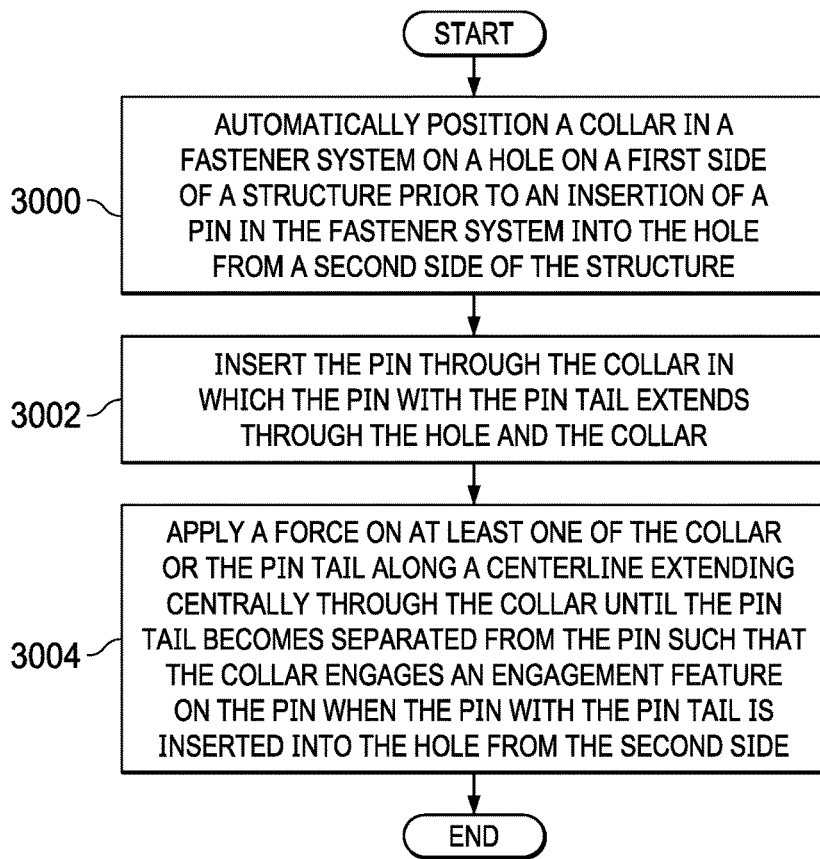 START
3000
AUTOMATICALLY POSITION A COLLAR IN A
FASTENER SYSTEM ON A HOLE ON A FIRST SIDE
OF A STRUCTURE PRIOR TO AN INSERTION OF A
PIN IN THE FASTENER SYSTEM INTO THE HOLE
FROM A SECOND SIDE OF THE STRUCTURE
3002
INSERT THE PIN THROUGH THE COLLAR IN
WHICH THE PIN WITH THE PIN TAIL EXTENDS
THROUGH THE HOLE AND THE COLLAR
3004
APPLY A FORCE ON AT LEAST ONE OF THE COLLAR
OR THE PIN TAIL ALONG A CENTERLINE EXTENDING
CENTRALLY THROUGH THE COLLAR UNTIL THE PIN
TAIL BECOMES SEPARATED FROM THE PIN SUCH THAT
THE COLLAR ENGAGES AN ENGAGEMENT FEATURE
ON THE PIN WHEN THE PIN WITH THE PIN TAIL IS
INSERTED INTO THE HOLE FROM THE SECOND SIDE
END